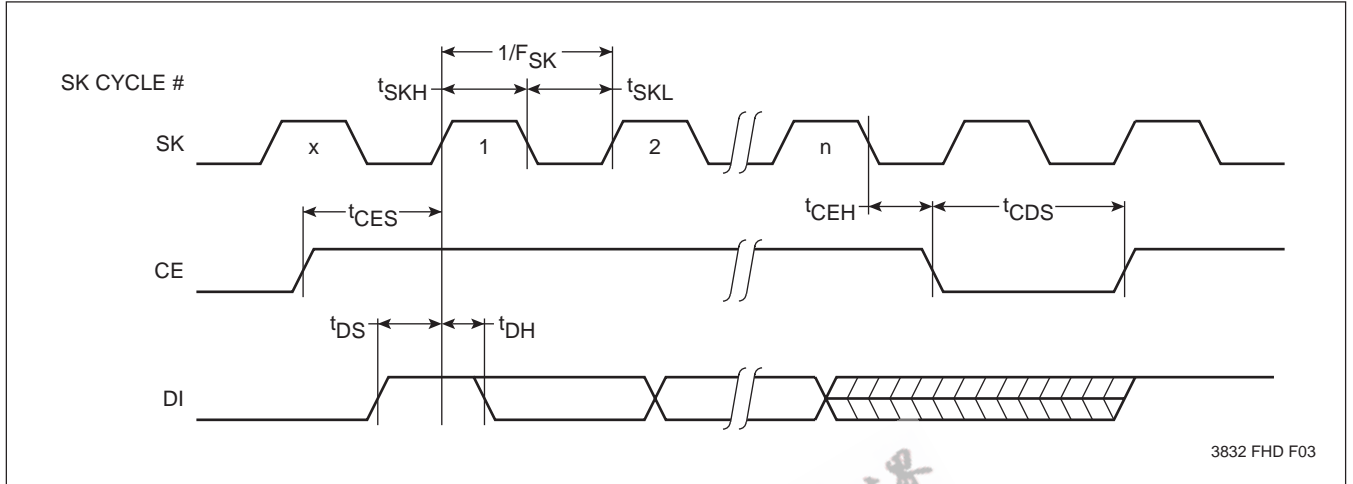 1/FSK
SK CYCLE #
tSKH
tSKL
SK
x
1
2
n
tCES
tCEH
tCDS
CE
tDS
tDH
DI
3832 FHD F03